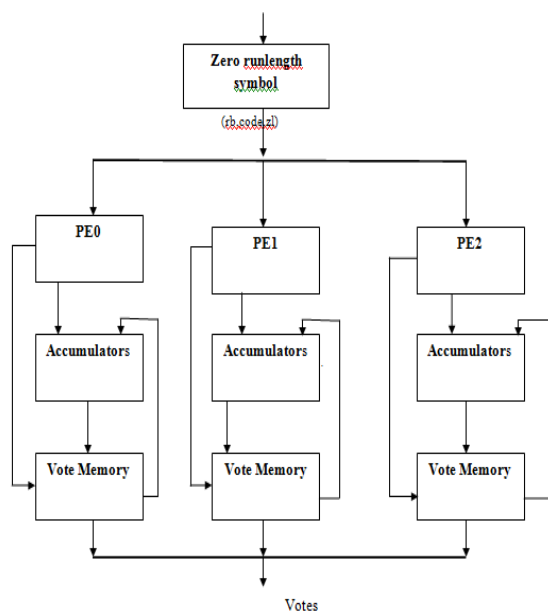 Zero runlength
symbol
(rb,code,zl)
PE0
PE1
PE2
Accumulators
Accumulators
Accumulators
Vote Memory
Vote Memory
Vote Memory
Votes